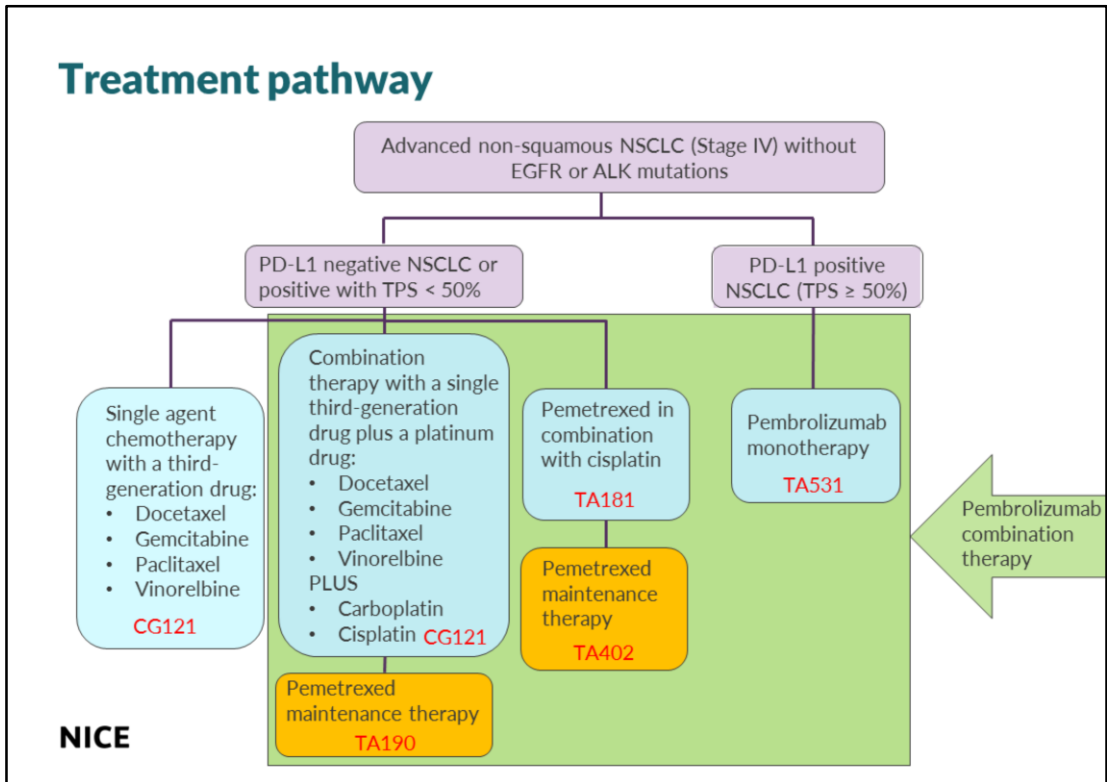 Treatment pathway
Advanced non-squamous NSCLC (Stage IV) without
EGFR or ALK mutations
PD-L1 negative NSCLC or
positive with TPS < 50%
PD-L1 positive
NSCLC (TPS ≥ 50%)
Single agent
chemotherapy
with a third-
generation drug:
• Docetaxel
• Gemcitabine
• Paclitaxel
• Vinorelbine
CG121
Combination
therapy with a single
third-generation
drug plus a platinum
drug:
• Docetaxel
• Gemcitabine
• Paclitaxel
• Vinorelbine
PLUS
• Carboplatin
• Cisplatin CG121
Pemetrexed
maintenance therapy
TA190
Pemetrexed in
combination
with cisplatin
TA181
Pemetrexed
maintenance
therapy
TA402
Pembrolizumab
monotherapy
TA531
Pembrolizumab
combination
therapy
NICE